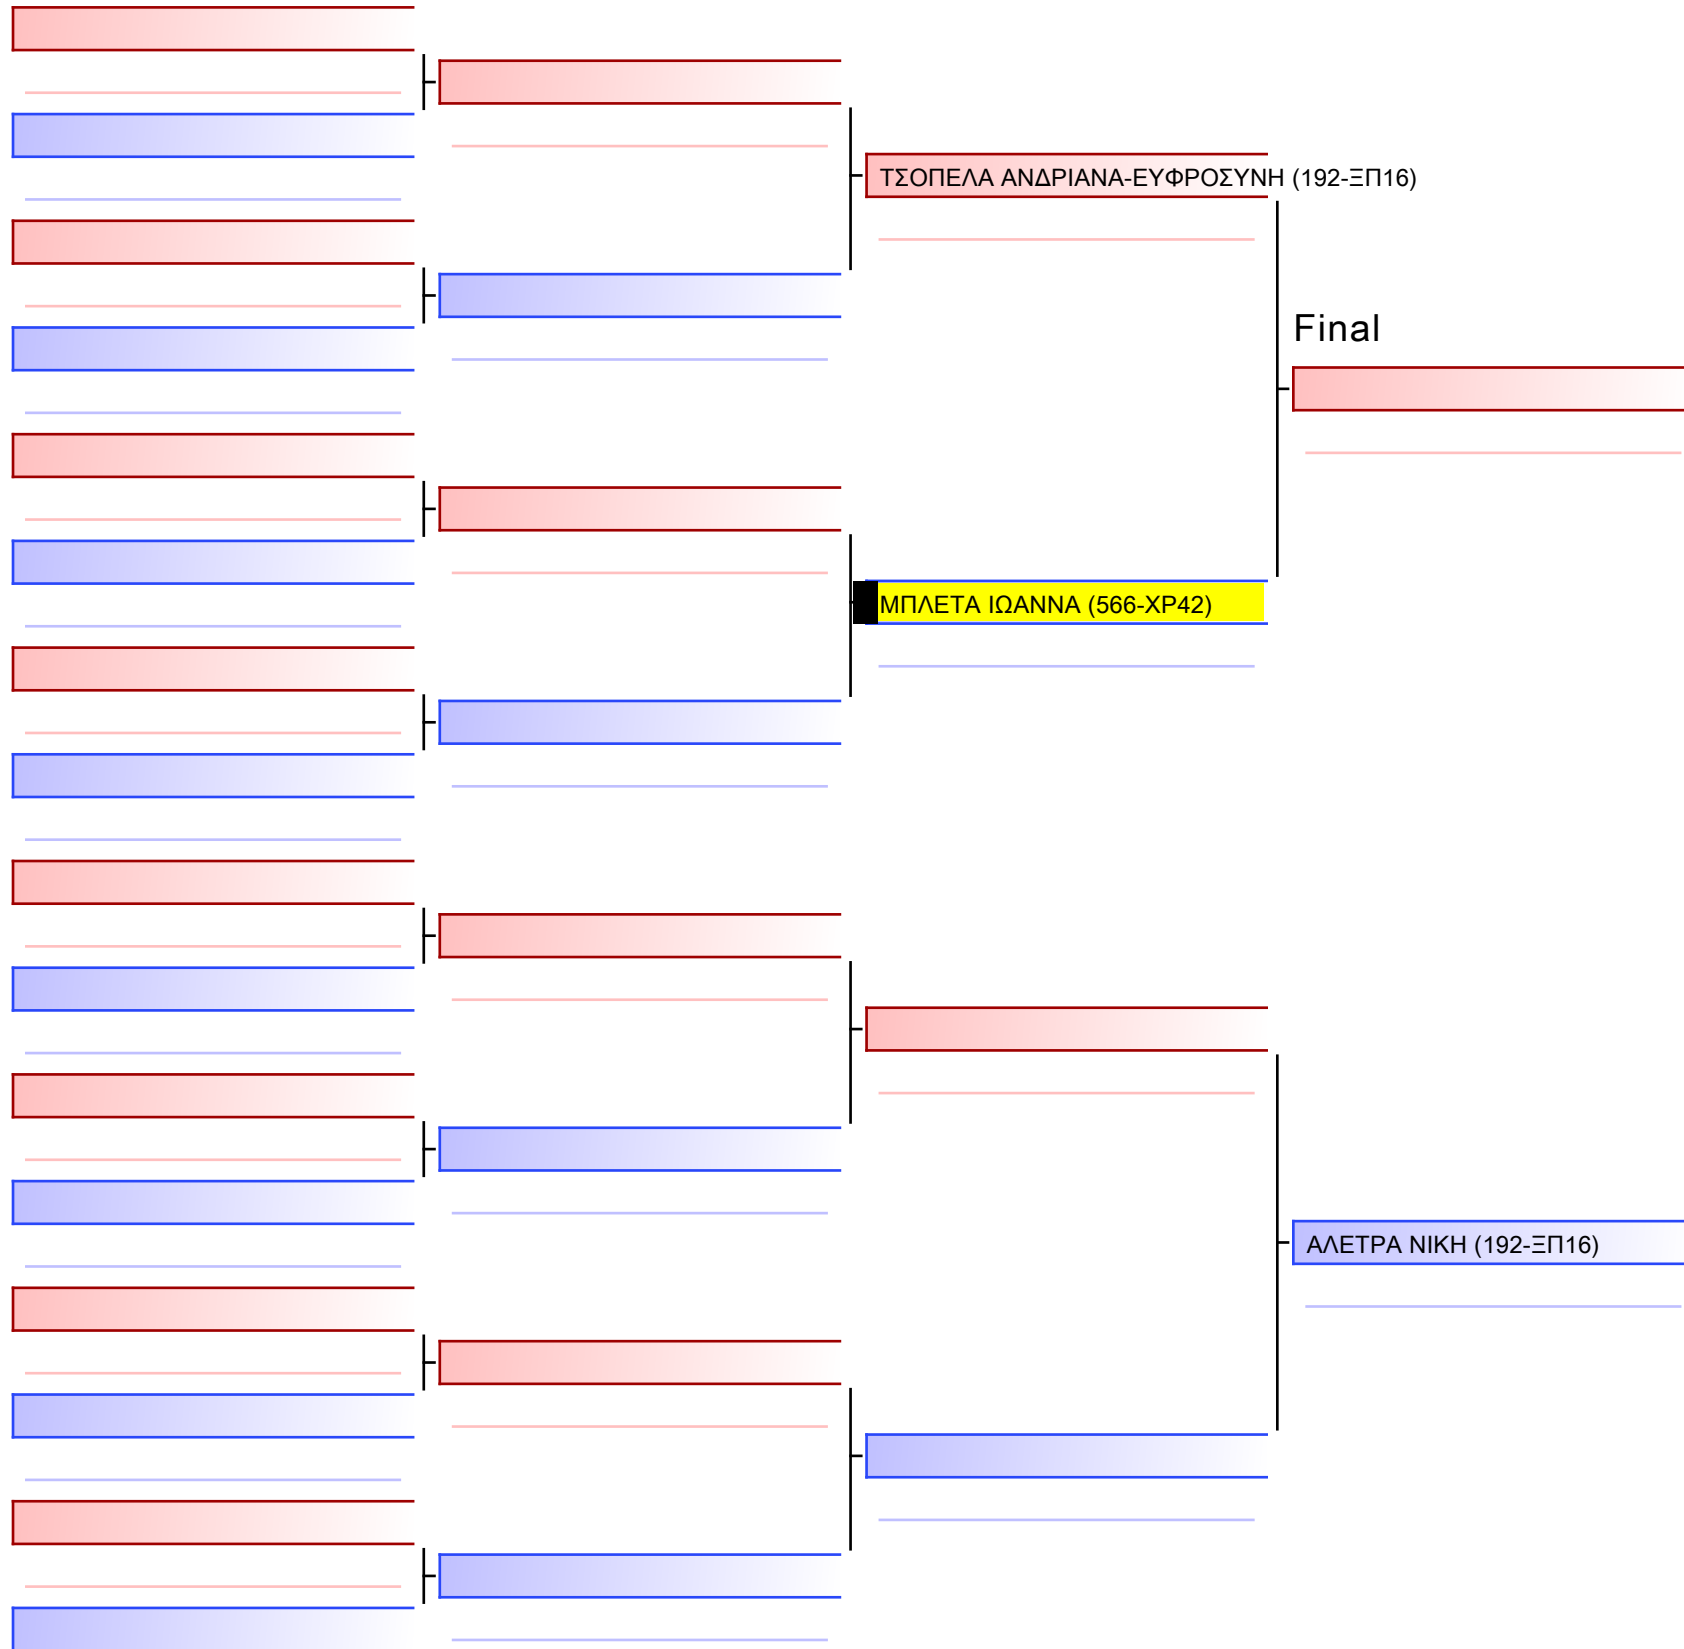 ΤΣΟΠΕΛΑ ΑΝΔΡΙΑΝΑ-ΕΥΦΡΟΣΥΝΗ (192-ΞΠ16)
Final
ΜΠΛΕΤΑ ΙΩΑΝΝΑ (566-ΧΡ42)
ΑΛΕΤΡΑ ΝΙΚΗ (192-ΞΠ16)